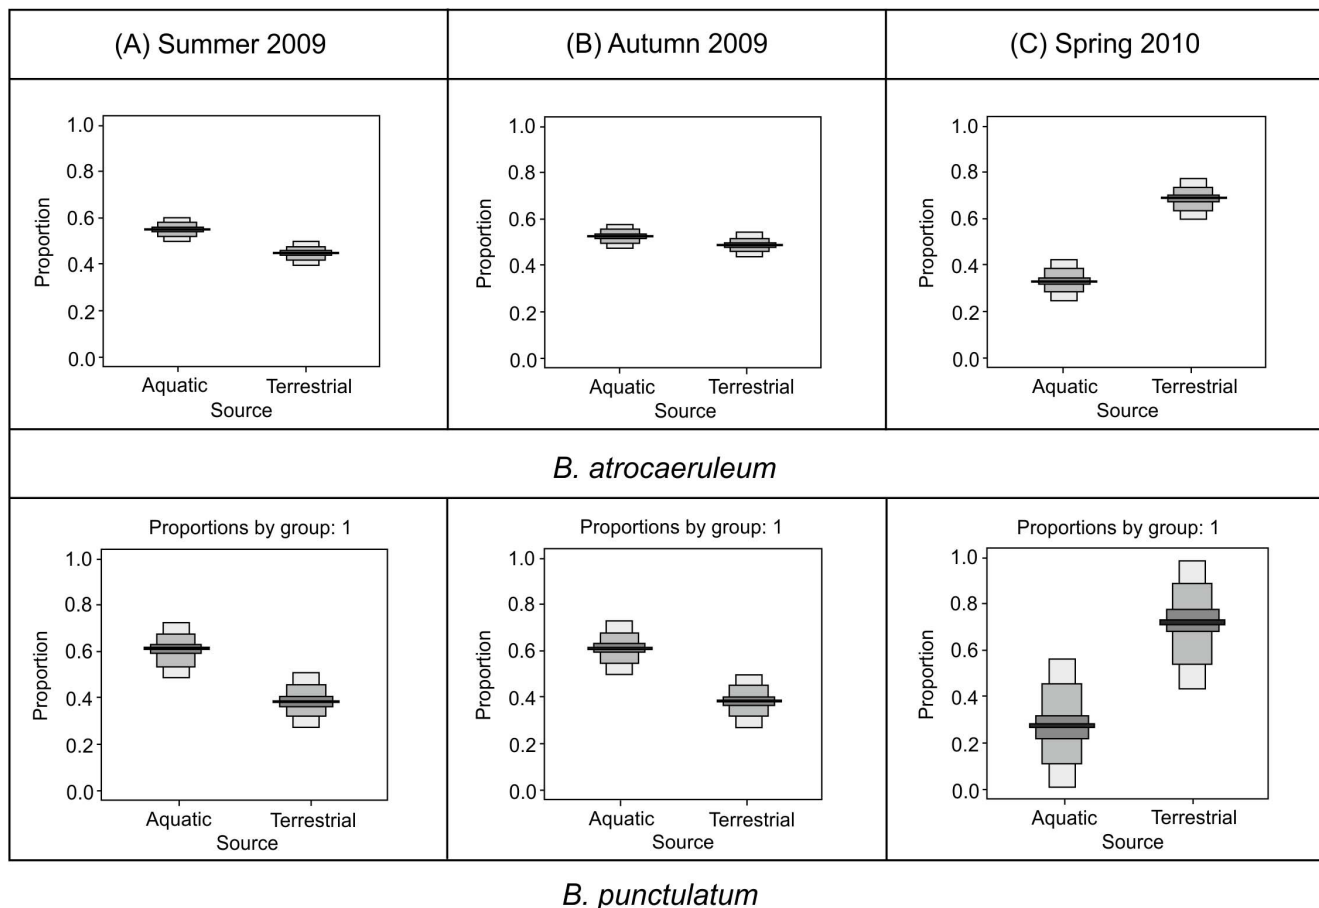 (A) Summer 2009
(B) Autumn 2009
(C) Spring 2010
Proportion
1.0
0.8
0.6
0.4
0.2
0.0
Aquatic
Terrestrial
Source
Proportion
1.0
0.8
0.6
0.4
0.2
0.0
Aquatic
Terrestrial
Source
Proportion
1.0
0.8
0.6
0.4
0.2
0.0
Aquatic
Terrestrial
Source
B. atrocaeruleum
Proportions by group: 1
Proportion
1.0
0.8
0.6
0.4
0.2
0.0
Aquatic
Terrestrial
Source
Proportions by group: 1
Proportion
1.0
0.8
0.6
0.4
0.2
0.0
Aquatic
Terrestrial
Source
Proportions by group: 1
Proportion
1.0
0.8
0.6
0.4
0.2
0.0
Aquatic
Terrestrial
Source
B. punctulatum